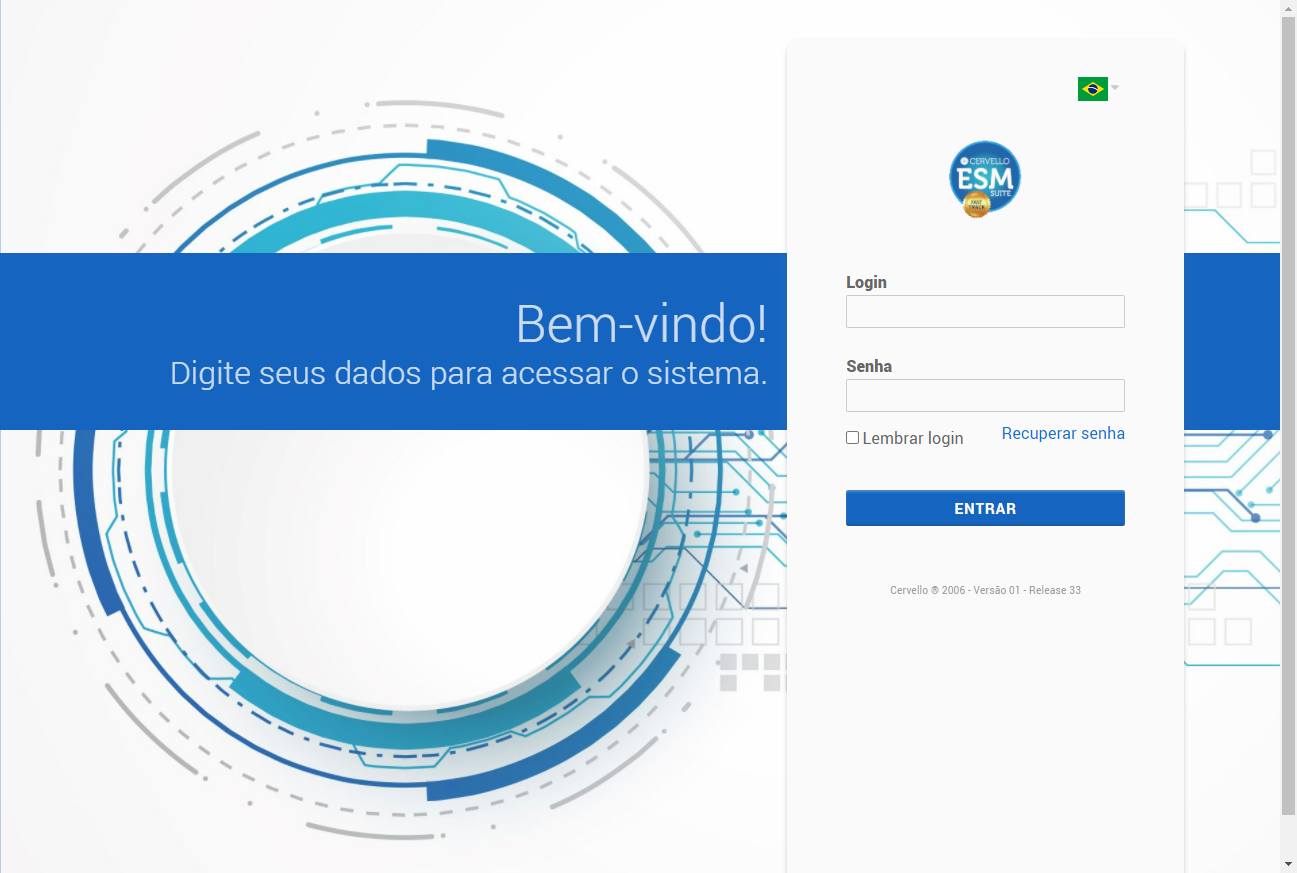 CERVELLO
ESM
SUITE
FAST
TRACK
Bem-vindo!
Digite seus dados para acessar o sistema.
Login
Senha
Lembrar login
Recuperar senha
ENTRAR
Cervello ® 2006 - Versão 01 - Release 33